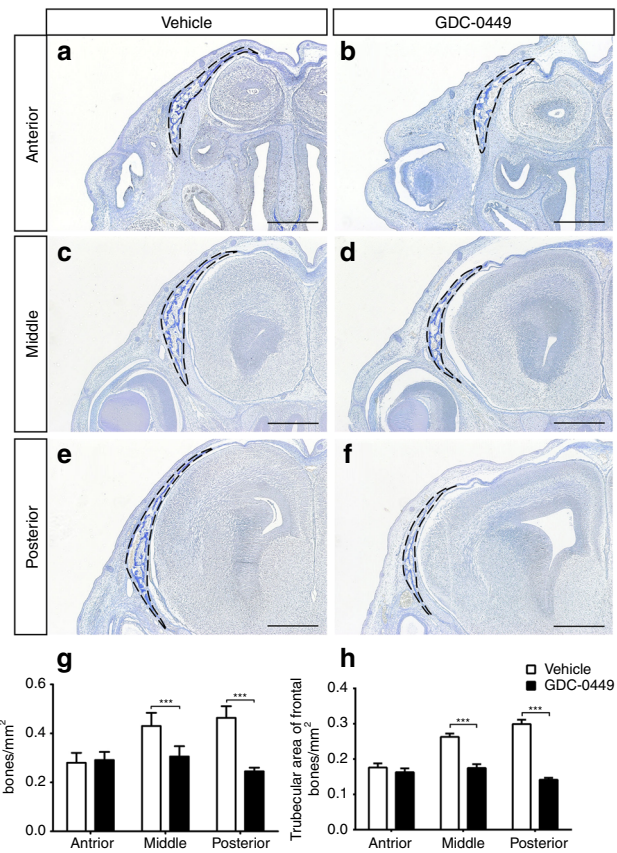 Vehicle
GDC-0449
Anterior
a
b
Middle
c
d
Posterior
e
f
g
bones/mm²
0.6
0.4
0.2
0.0
***
***
Antrior
Middle
Posterior
h
Vehicle
GDC-0449
Trubecular area of frontal
bones/mm²
0.4
0.3
0.2
0.1
0.0
***
***
Antrior
Middle
Posterior